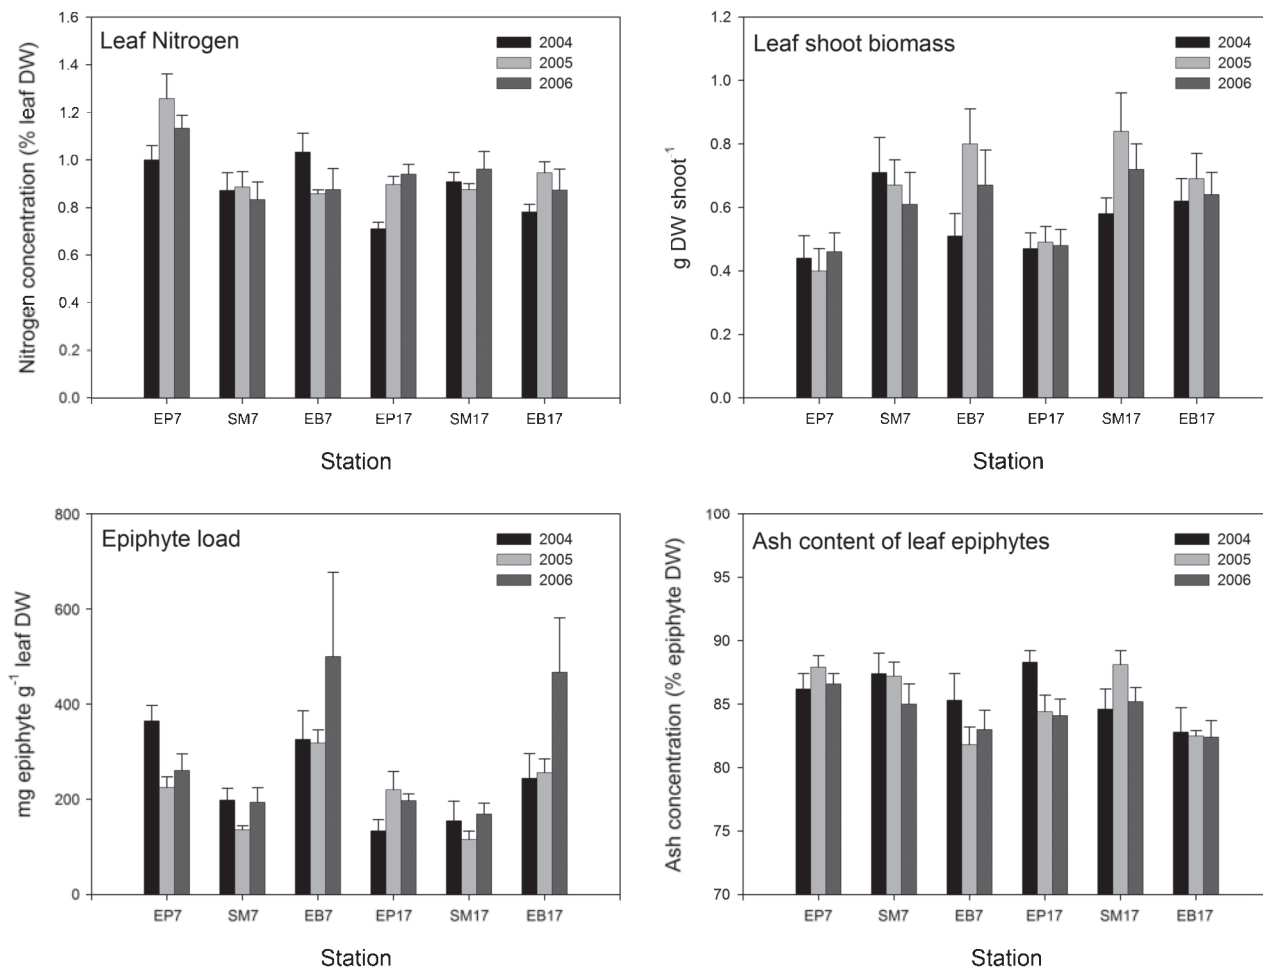 Leaf Nitrogen
2004
2005
2006
Nitrogen concentration (% leaf DW)
1.6
1.4
1.2
1.0
0.8
0.6
0.4
0.2
0.0
EP7 SM7 EB7 EP17 SM17 EB17
Station
Leaf shoot biomass
2004
2005
2006
g DW shoot⁻¹
1.2
1.0
0.8
0.6
0.4
0.2
0.0
EP7 SM7 EB7 EP17 SM17 EB17
Station
Epiphyte load
2004
2005
2006
mg epiphyte g⁻¹ leaf DW
800
600
400
200
0
EP7 SM7 EB7 EP17 SM17 EB17
Station
Ash content of leaf epiphytes
2004
2005
2006
Ash concentration (% epiphyte DW)
100
95
90
85
80
75
70
EP7 SM7 EB7 EP17 SM17 EB17
Station